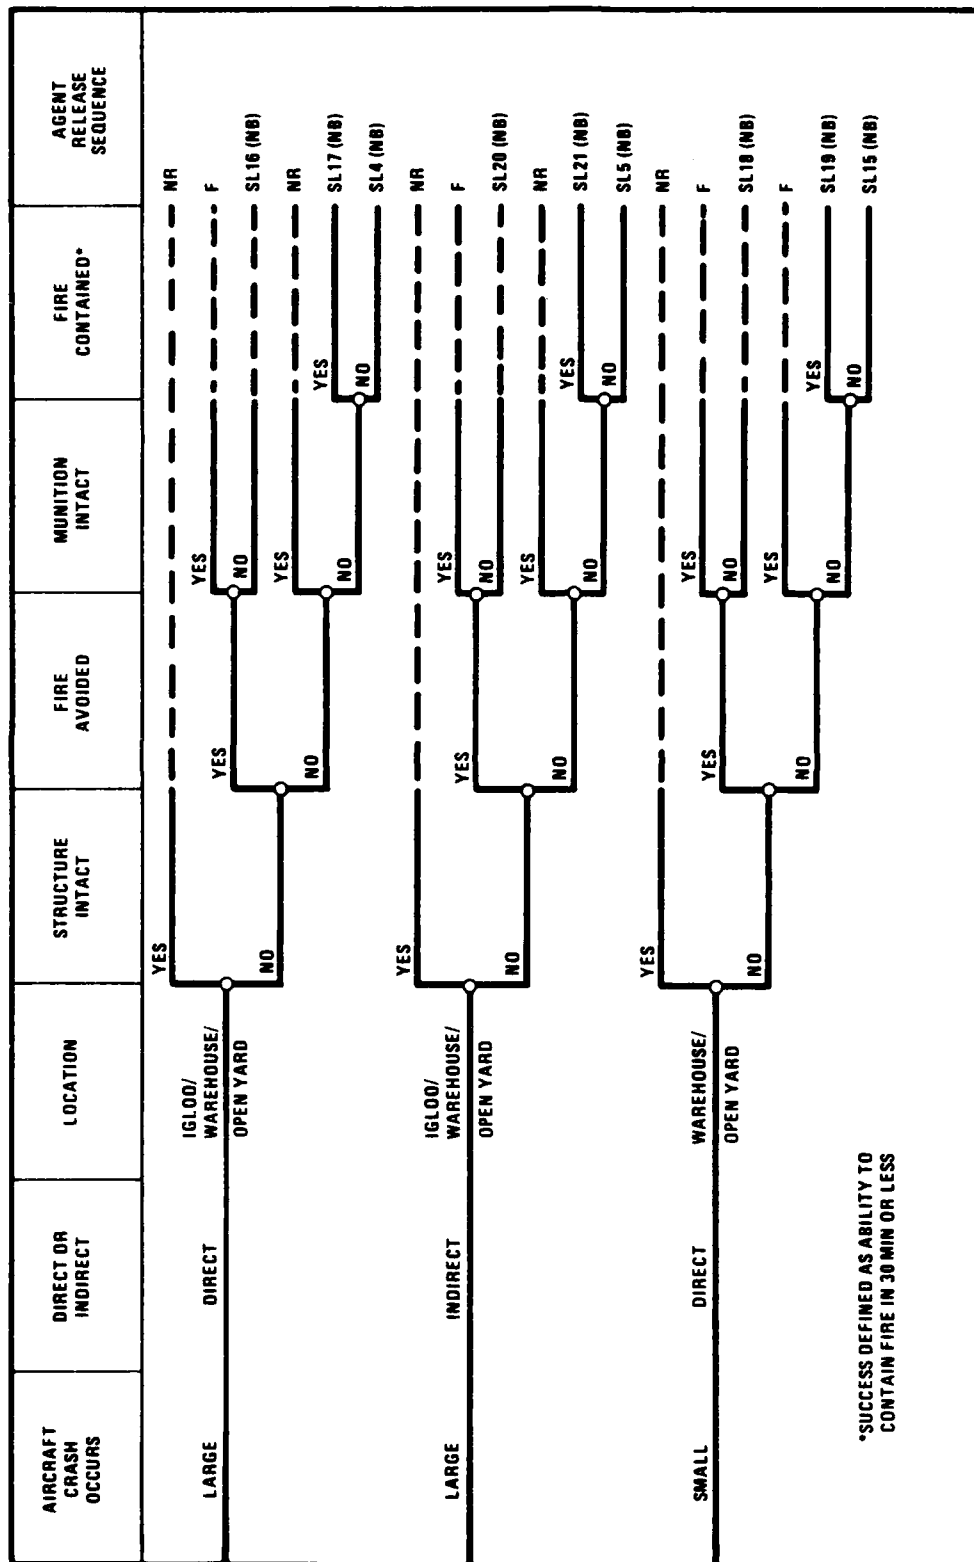 AIRCRAFT
CRASH
OCCURS
DIRECT OR
INDIRECT
LOCATION
STRUCTURE
INTACT
FIRE
AVOIDED
MUNITION
INTACT
FIRE
CONTAINED*
AGENT
RELEASE
SEQUENCE
LARGE
DIRECT
IGLOO/
WAREHOUSE/
OPEN YARD
YES
NO
YES
NO
YES
NO
YES
NO
YES
NO
NR
F
SL16 (NB)
NR
SL17 (NB)
SL4 (NB)
LARGE
INDIRECT
IGLOO/
WAREHOUSE/
OPEN YARD
YES
NO
YES
NO
YES
NO
YES
NO
YES
NO
NR
F
SL20 (NB)
NR
SL21 (NB)
SL5 (NB)
SMALL
DIRECT
WAREHOUSE/
OPEN YARD
YES
NO
YES
NO
YES
NO
YES
NO
YES
NO
NR
F
SL18 (NB)
F
SL19 (NB)
SL15 (NB)
*SUCCESS DEFINED AS ABILITY TO
CONTAIN FIRE IN 30 MIN OR LESS